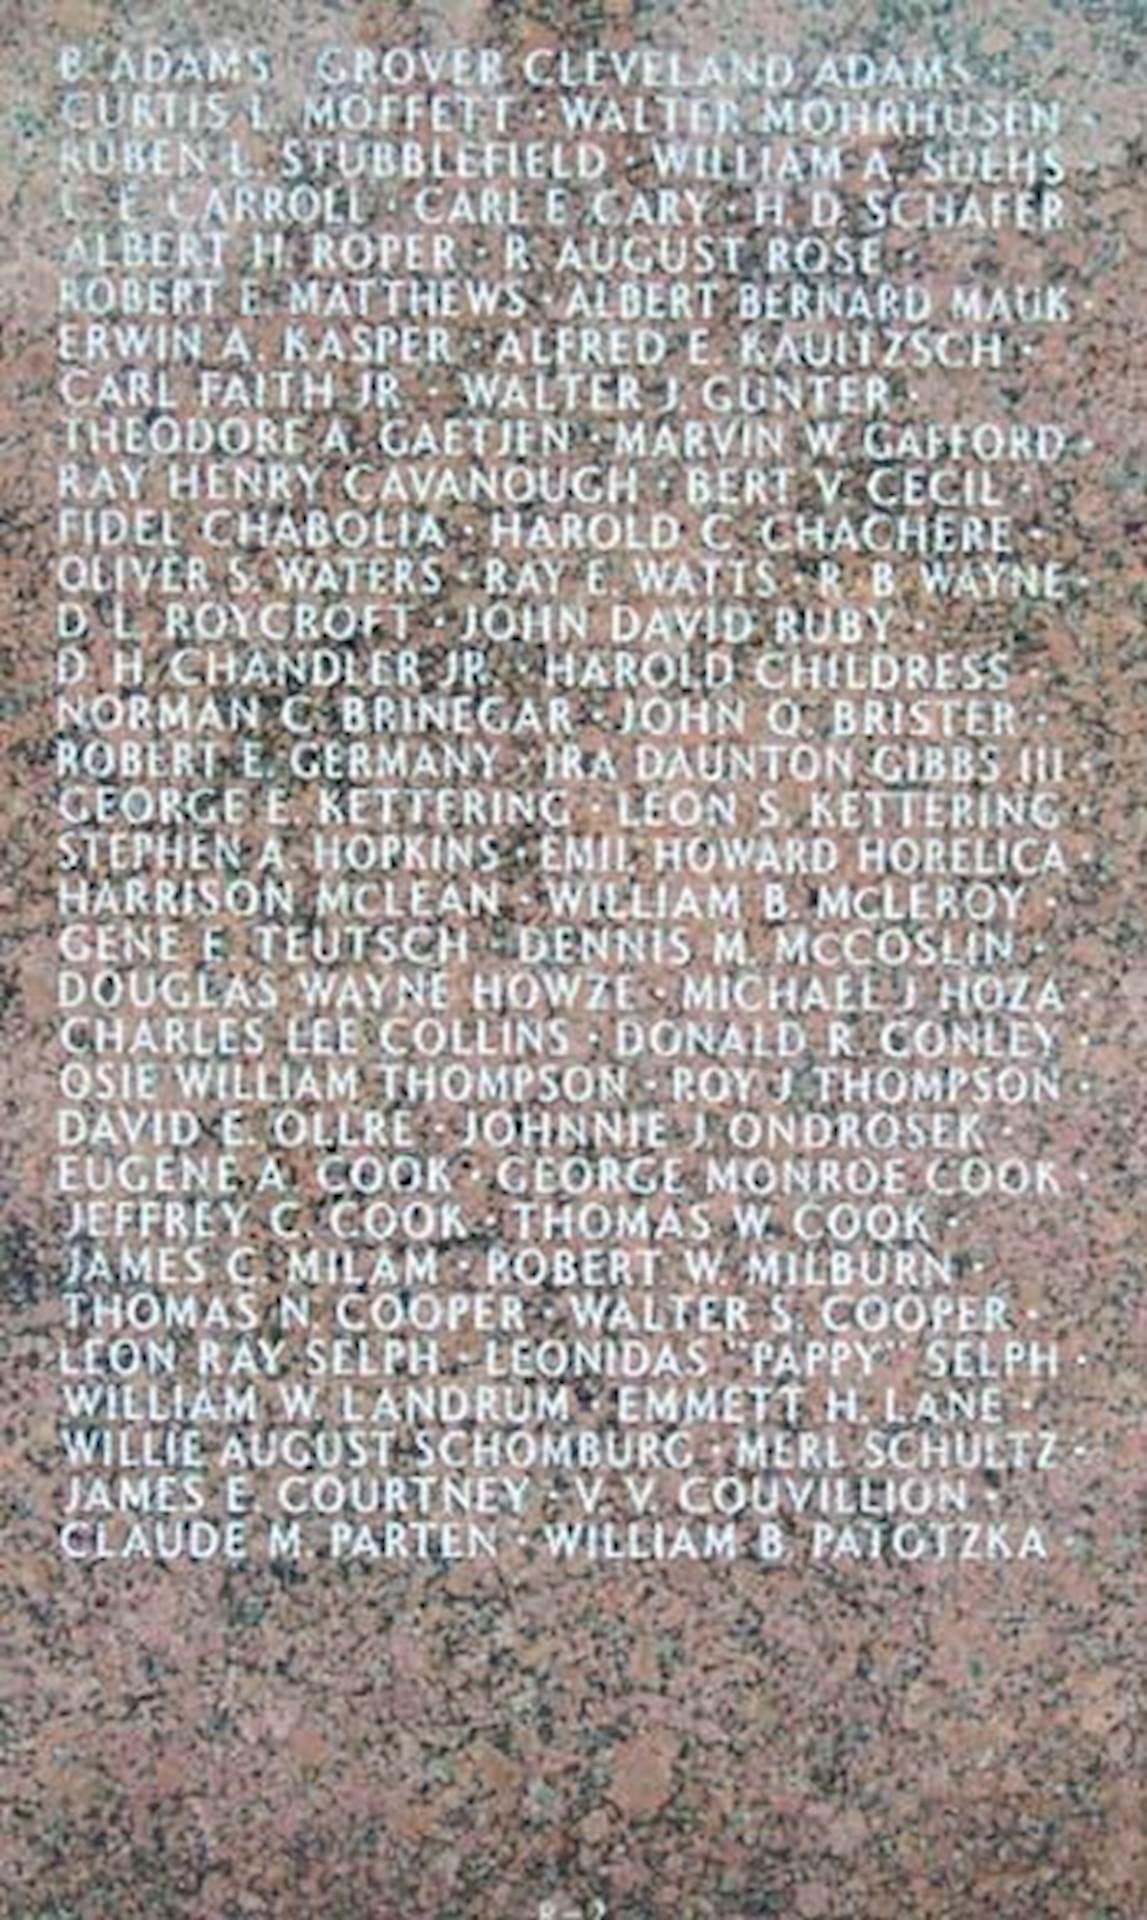 B. ADAMS · GROVER CLEVELAND ADAMS ·
CURTIS L. MOFFETT · WALTER MOHRHUSEN ·
RUBEN L. STUBBLEFIELD · WILLIAM A. SUEHS
C. E. CARROLL · CARL E. CARY · H. D. SCHAFER
ALBERT H. ROPER · R. AUGUST ROSE ·
ROBERT E. MATTHEWS · ALBERT BERNARD MAUK ·
ERWIN A. KASPER · ALFRED E. KAULTZSCH ·
CARL FAITH JR. · WALTER J. GUNTER ·
THEODORE A. GAETJEN · MARVIN W. GAFFORD ·
RAY HENRY CAVANOUGH · BERT V. CECIL ·
FIDEL CHABOLLA · HAROLD C. CHACHERE ·
OLIVER S. WATERS · RAY E. WATTS · R. B. WAYNE ·
D. L. ROYCROFT · JOHN DAVID RUBY ·
D. H. CHANDLER JR. · HAROLD CHILDRESS ·
NORMAN C. BRINEGAR · JOHN Q. BRISTER ·
ROBERT E. GERMANY · IRA DAUNTON GIBBS III ·
GEORGE E. KETTERING · LEON S. KETTERING ·
STEPHEN A. HOPKINS · EMIL HOWARD HORELICA ·
HARRISON MCLEAN · WILLIAM B. MCLEROY ·
GENE F. TEUTSCH · DENNIS M. MCCOSLIN ·
DOUGLAS WAYNE HOWZE · MICHAEL J. HOZA ·
CHARLES LEE COLLINS · DONALD R. CONLEY ·
OSIE WILLIAM THOMPSON · ROY J. THOMPSON ·
DAVID E. OLLRE · JOHNNIE J. ONDROSEK ·
EUGENE A. COOK · GEORGE MONROE COOK ·
JEFFREY C. COOK · THOMAS W. COOK ·
JAMES C. MILAM · ROBERT W. MILBURN ·
THOMAS N. COOPER · WALTER S. COOPER ·
LEON RAY SELPH · LEONIDAS "PAPPY" SELPH ·
WILLIAM W. LANDRUM · EMMETT H. LANE ·
WILLIE AUGUST SCHOMBURG · MERL SCHULTZ ·
JAMES E. COURTNEY · V. V. COUVILLION ·
CLAUDE M. PARTEN · WILLIAM B. PATOTZKA ·